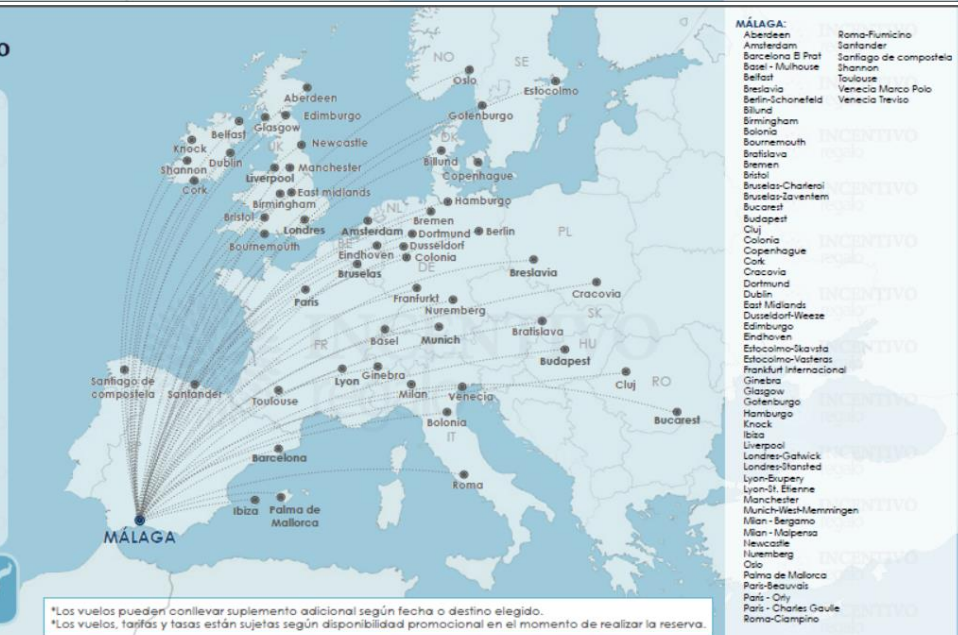 o
NO
SE
Oslo
Estocolmo
Aberdeen
Edimburgo
Gotenburgo
Glasgow
Belfast
Knock
UK
Newcastle
DK
Dublin
Shannon
Liverpool
Manchester
Billund
Copenhague
Cork
East midlands
Birmingham
NL
Hamburgo
Bristol
Londres
Amsterdam
Bremen
Dortmund
Berlin
PL
Bournemouth
BE
Eindhoven
Dusseldorf
Bruselas
Colonia
DE
Breslavia
Paris
Franfurkt
Cracovia
Nuremberg
SK
INCENTIVO
FR
Basel
Munich
Bratislava
HU
Budapest
Santiago de
compostela
Santander
Toulouse
Lyon
Ginebra
Milan
Venecia
Cluj
RO
Bolonia
Bucarest
IT
Barcelona
Roma
Ibiza
Palma de
Mallorca
MÁLAGA
*Los vuelos pueden conllevar suplemento adicional según fecha o destino elegido.
*Los vuelos, tarifas y tasas están sujetas según disponibilidad promocional en el momento de realizar la reserva.
MÁLAGA:
Aberdeen
Amsterdam
Barcelona El Prat
Basel - Mulhouse
Belfast
Breslavia
Berlin-Schonefeld
Billund
Birmingham
Bolonia
Bournemouth
Bratislava
Bremen
Bristol
Bruselas-Charleroi
Bruselas-Zaventem
Bucarest
Budapest
Cluj
Colonia
Copenhague
Cork
Cracovia
Dortmund
Dublin
East Midlands
Dusseldorf-Weeze
Edimburgo
Eindhoven
Estocolmo-Skavsta
Estocolmo-Vasteras
Frankfurt Internacional
Ginebra
Glasgow
Gotenburgo
Hamburgo
Knock
Ibiza
Liverpool
Londres-Gatwick
Londres-Stansted
Lyon-Exupery
Lyon-St. Etienne
Manchester
Munich-West-Memmingen
Milan - Bergamo
Milan - Malpensa
Newcastle
Nuremberg
Oslo
Palma de Mallorca
Paris-Beauvais
Paris - Orly
Paris - Charles Gaulle
Roma-Ciampino
Roma-Fiumicino
Santander
Santiago de compostela
Shannon
Toulouse
Venecia Marco Polo
Venecia Treviso
INCENTIVO
regalo